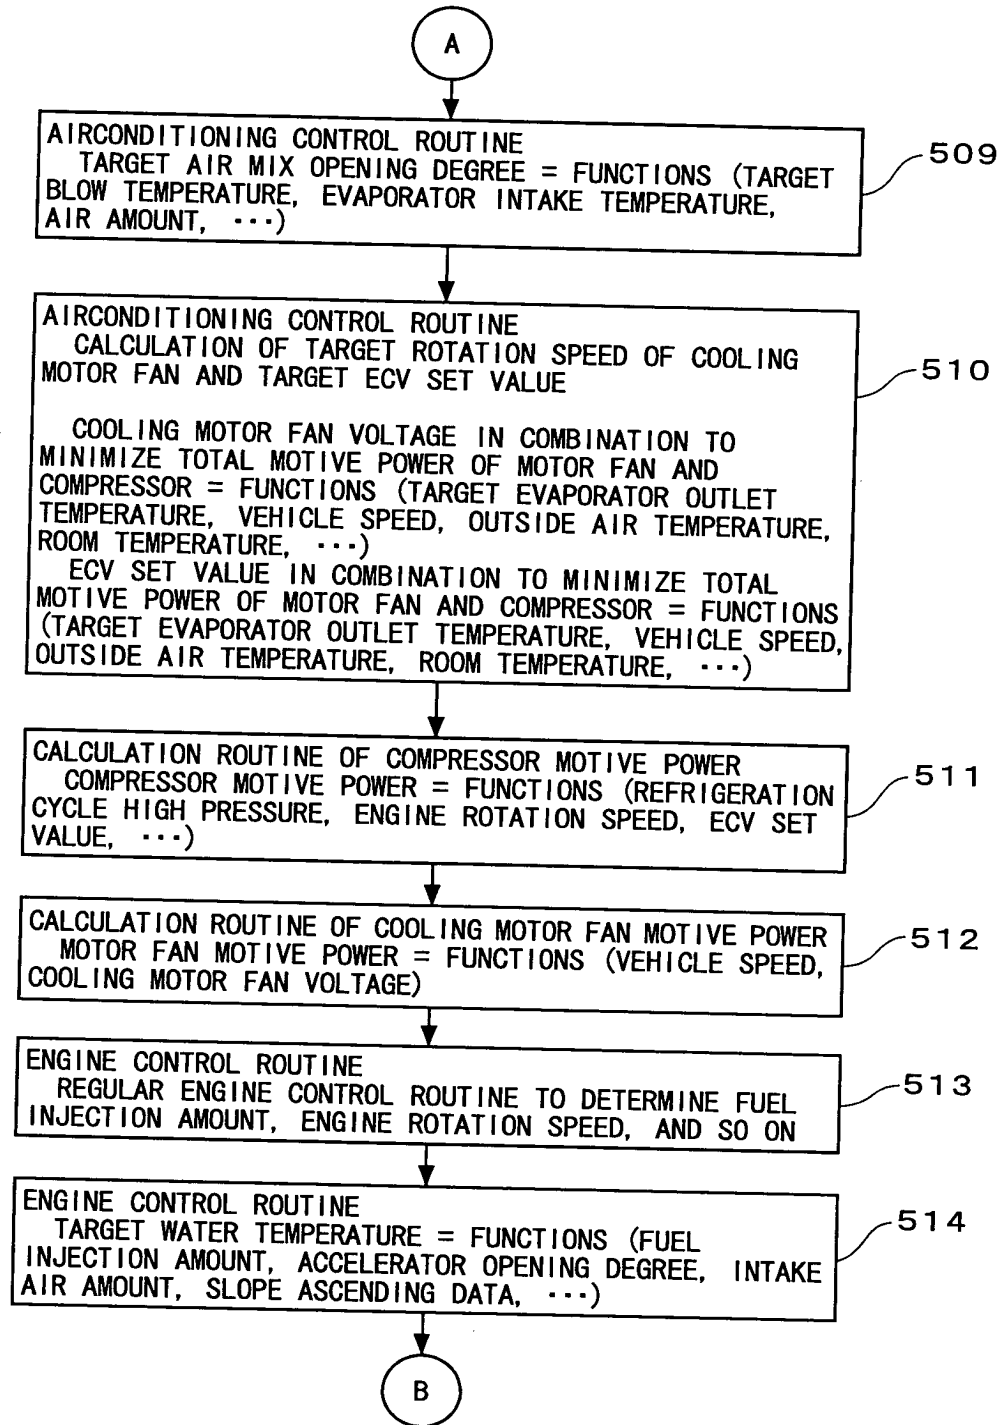 A
AIRCONDITIONING CONTROL ROUTINE
TARGET AIR MIX OPENING DEGREE = FUNCTIONS (TARGET
BLOW TEMPERATURE, EVAPORATOR INTAKE TEMPERATURE,
AIR AMOUNT, ･･･)
509
AIRCONDITIONING CONTROL ROUTINE
CALCULATION OF TARGET ROTATION SPEED OF COOLING
MOTOR FAN AND TARGET ECV SET VALUE
COOLING MOTOR FAN VOLTAGE IN COMBINATION TO
MINIMIZE TOTAL MOTIVE POWER OF MOTOR FAN AND
COMPRESSOR = FUNCTIONS (TARGET EVAPORATOR OUTLET
TEMPERATURE, VEHICLE SPEED, OUTSIDE AIR TEMPERATURE,
ROOM TEMPERATURE, ･･･)
ECV SET VALUE IN COMBINATION TO MINIMIZE TOTAL
MOTIVE POWER OF MOTOR FAN AND COMPRESSOR = FUNCTIONS
(TARGET EVAPORATOR OUTLET TEMPERATURE, VEHICLE SPEED,
OUTSIDE AIR TEMPERATURE, ROOM TEMPERATURE, ･･･)
510
CALCULATION ROUTINE OF COMPRESSOR MOTIVE POWER
COMPRESSOR MOTIVE POWER = FUNCTIONS (REFRIGERATION
CYCLE HIGH PRESSURE, ENGINE ROTATION SPEED, ECV SET
VALUE, ･･･)
511
CALCULATION ROUTINE OF COOLING MOTOR FAN MOTIVE POWER
MOTOR FAN MOTIVE POWER = FUNCTIONS (VEHICLE SPEED,
COOLING MOTOR FAN VOLTAGE)
512
ENGINE CONTROL ROUTINE
REGULAR ENGINE CONTROL ROUTINE TO DETERMINE FUEL
INJECTION AMOUNT, ENGINE ROTATION SPEED, AND SO ON
513
ENGINE CONTROL ROUTINE
TARGET WATER TEMPERATURE = FUNCTIONS (FUEL
INJECTION AMOUNT, ACCELERATOR OPENING DEGREE, INTAKE
AIR AMOUNT, SLOPE ASCENDING DATA, ･･･)
514
B